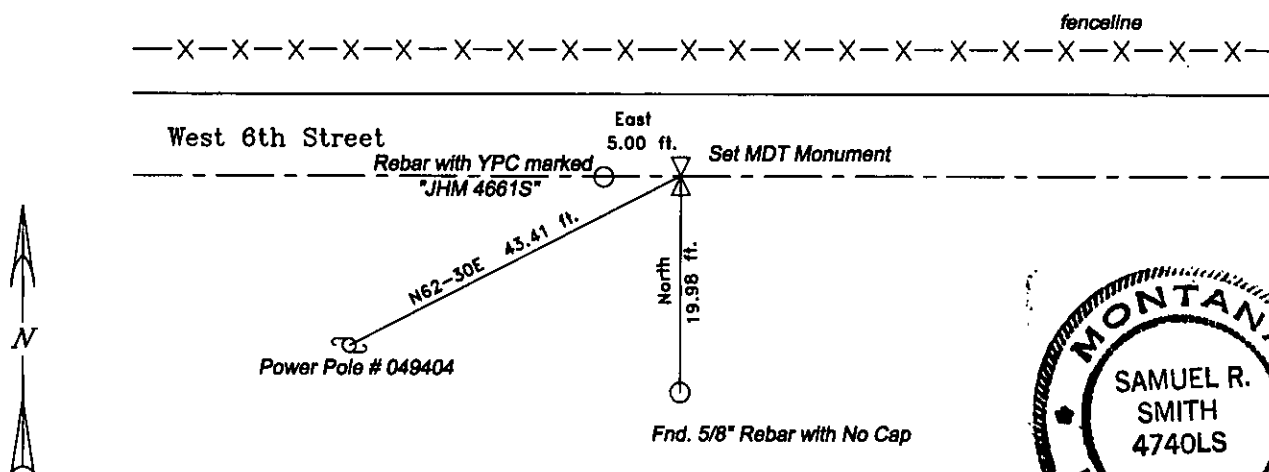 fenceline
X X X X X X X X X X X X X X X X X X X X
East
5.00 ft.
West 6th Street
Set MDT Monument
Rebar with YPC marked
"JHM 4661S"
N62-30E 43.41 ft.
North
19.98 ft.
N
Power Pole # 049404
Fnd. 5/8" Rebar with No Cap
MONTANA
SAMUEL R.
SMITH
4740LS